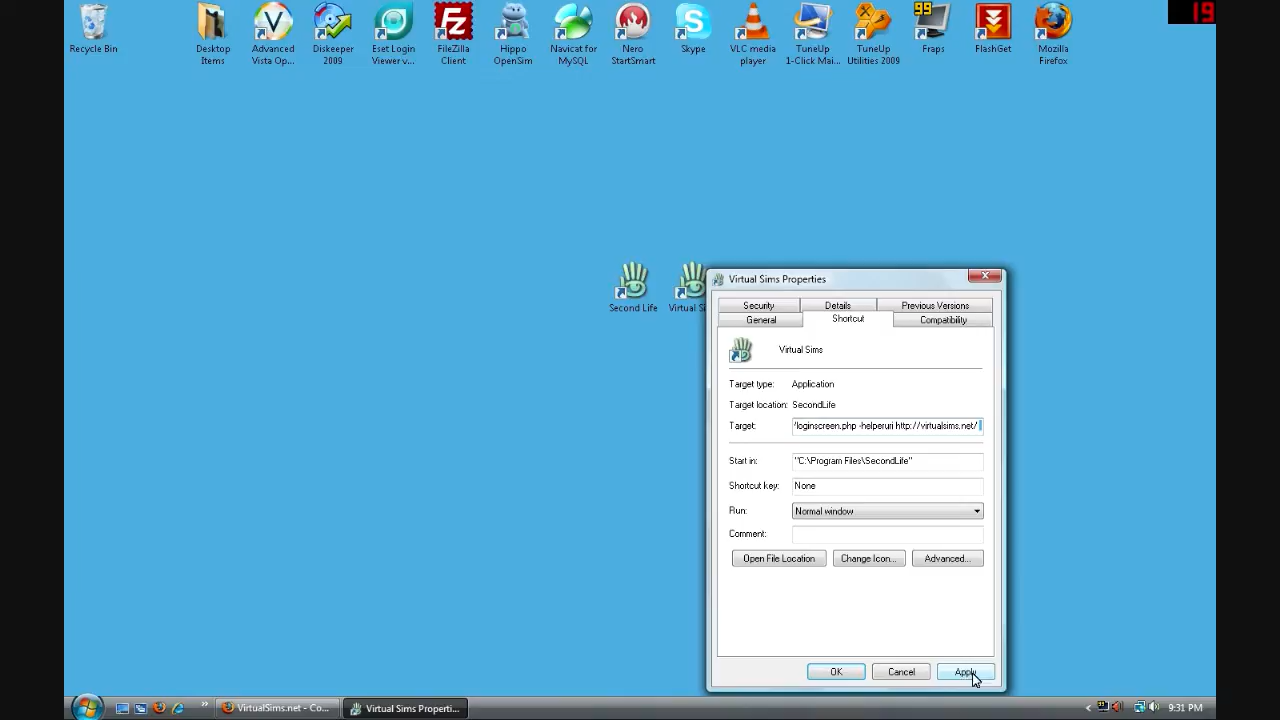 99
19
Recycle Bin
Desktop
Items
Advanced
Vista Op...
Diskeeper
2009
Eset Login
Viewer v...
FileZilla
Client
Hippo
OpenSim
Navicat for
MySQL
Nero
StartSmart
Skype
VLC media
player
TuneUp
1-Click Mai...
TuneUp
Utilities 2009
Fraps
FlashGet
Mozilla
Firefox
Second Life
Virtual Si
Virtual Sims Properties
Security
Details
Previous Versions
General
Shortcut
Compatibility
Virtual Sims
Target type: Application
Target location: SecondLife
Target: /loginscreen.php -helperuri http://virtualsims.net/
Start in: "C:\Program Files\SecondLife"
Shortcut key: None
Run: Normal window
Comment:
Open File Location
Change Icon...
Advanced...
OK
Cancel
Apply
VirtualSims.net - Co...
Virtual Sims Properti...
9:31 PM